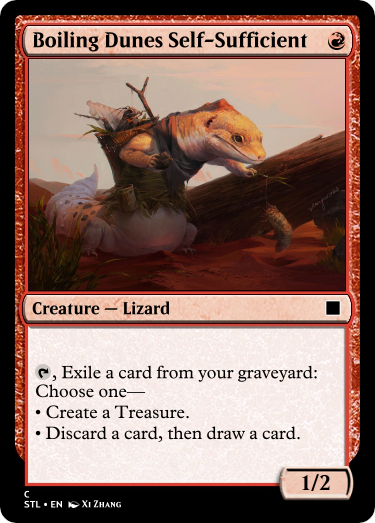 Boiling Dunes Self-Sufficient
Creature — Lizard
, Exile a card from your graveyard:
Choose one—
• Create a Treasure.
• Discard a card, then draw a card.
1/2
C
STL • EN XI ZHANG